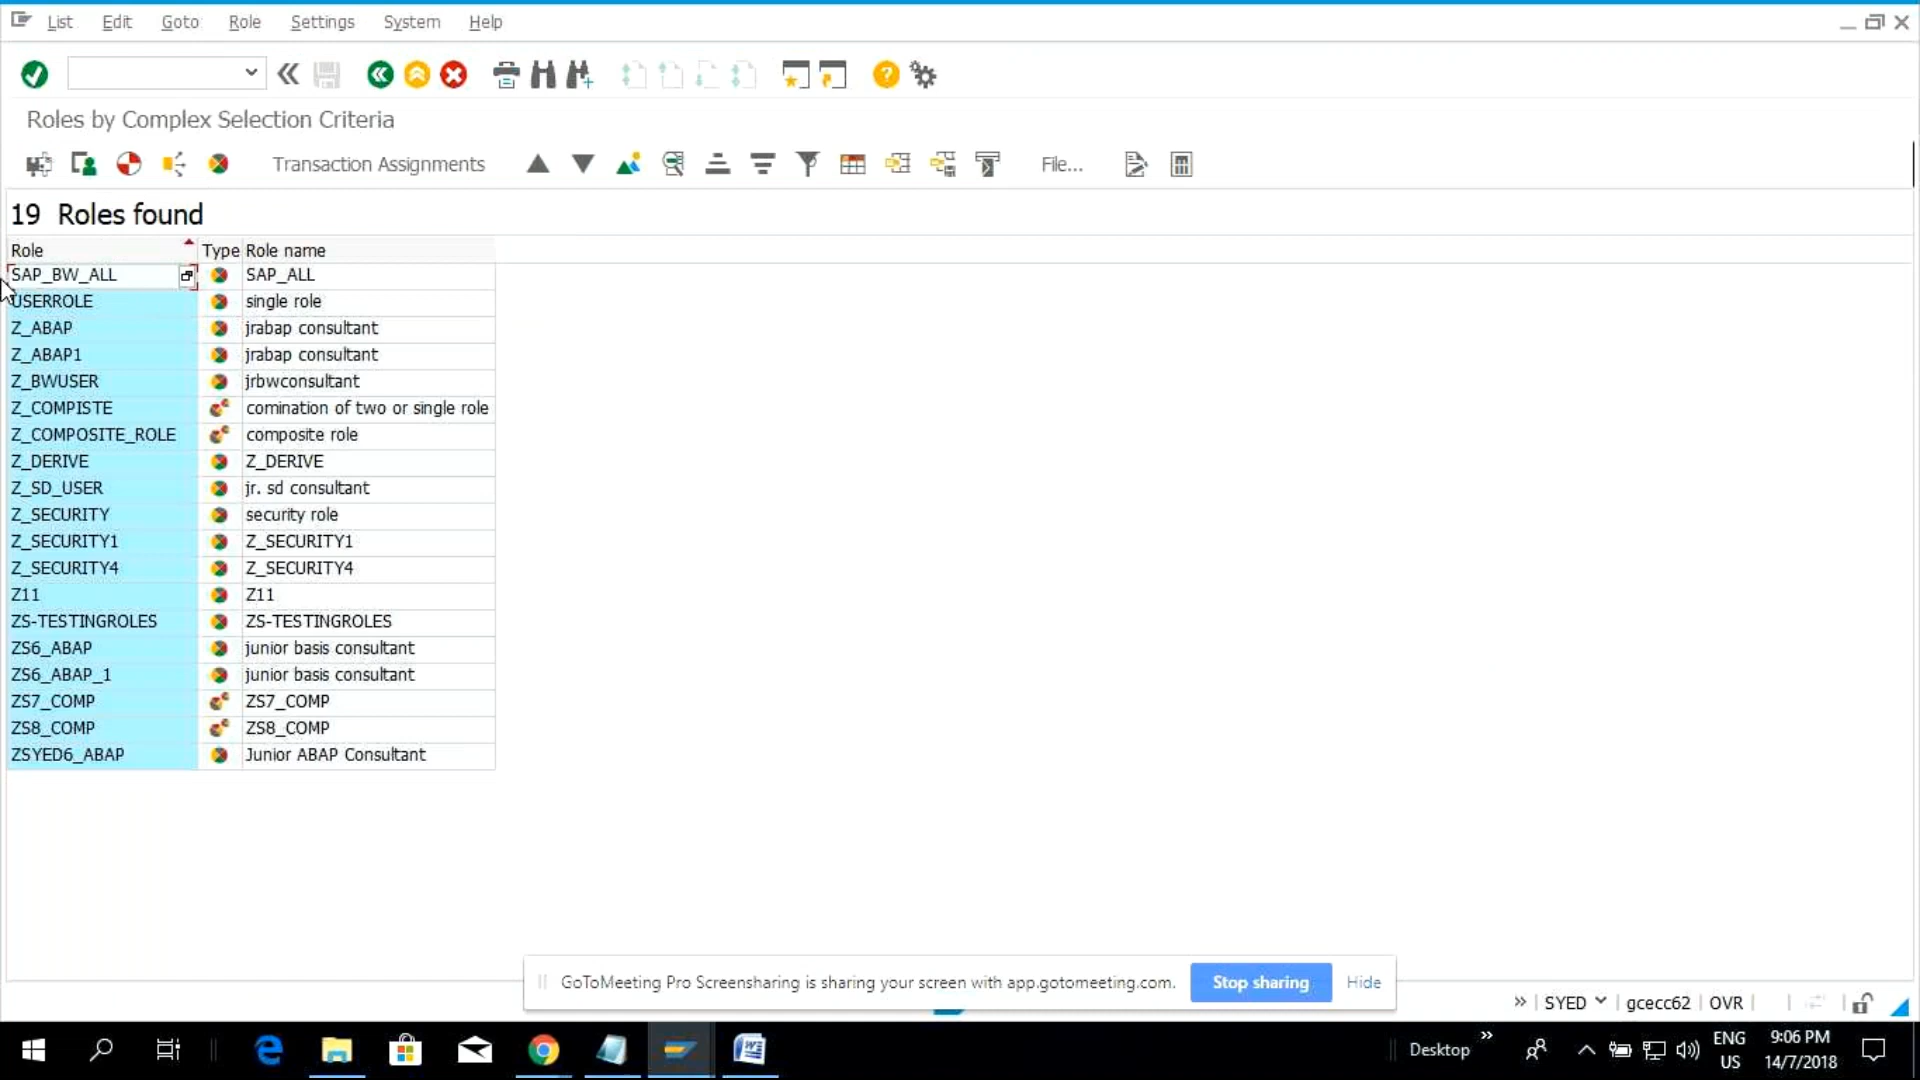 List Edit Goto Role Settings System Help
Roles by Complex Selection Criteria
Transaction Assignments File...
19 Roles found
Role Type Role name
SAP_BW_ALL SAP_ALL
USERROLE single role
Z_ABAP jrabap consultant
Z_ABAP1 jrabap consultant
Z_BWUSER jrbwconsultant
Z_COMPISTE comination of two or single role
Z_COMPOSITE_ROLE composite role
Z_DERIVE Z_DERIVE
Z_SD_USER jr. sd consultant
Z_SECURITY security role
Z_SECURITY1 Z_SECURITY1
Z_SECURITY4 Z_SECURITY4
Z11 Z11
ZS-TESTINGROLES ZS-TESTINGROLES
ZS6_ABAP junior basis consultant
ZS6_ABAP_1 junior basis consultant
ZS7_COMP ZS7_COMP
ZS8_COMP ZS8_COMP
ZSYED6_ABAP Junior ABAP Consultant
GoToMeeting Pro Screensharing is sharing your screen with app.gotomeeting.com. Stop sharing Hide
SYED gcecc62 OVR
Desktop ENG 9:06 PM
US 14/7/2018